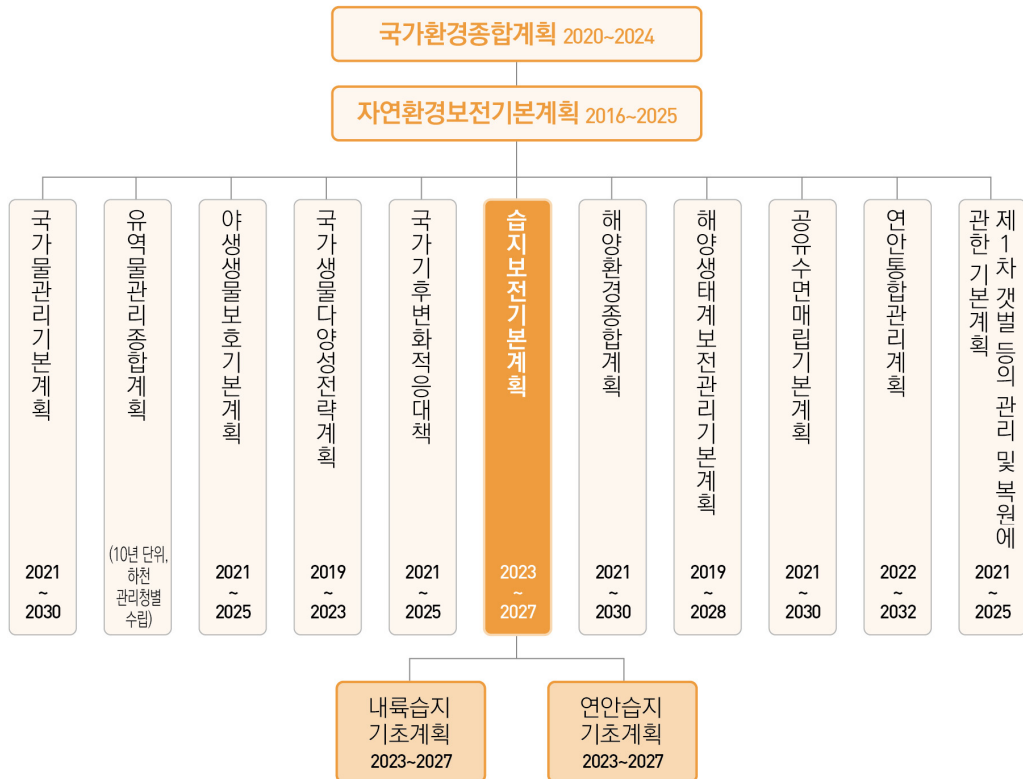 국가환경종합계획 2020~2024
자연환경보전기본계획 2016~2025
국가물관리기본계획
2021
~
2030
유역물관리종합계획
(10년 단위,
하천
관리청별
수립)
야생생물보호기본계획
2021
~
2025
국가생물다양성전략계획
2019
~
2023
국가기후변화적응대책
2021
~
2025
습지보전기본계획
2023
~
2027
해양환경종합계획
2021
~
2030
해양생태계보전관리기본계획
2019
~
2028
공유수면매립기본계획
2021
~
2030
연안통합관리계획
2022
~
2032
제1차 갯벌 등의 관리 및 복원에
관한 기본계획
2021
~
2025
내륙습지
기초계획
2023~2027
연안습지
기초계획
2023~2027